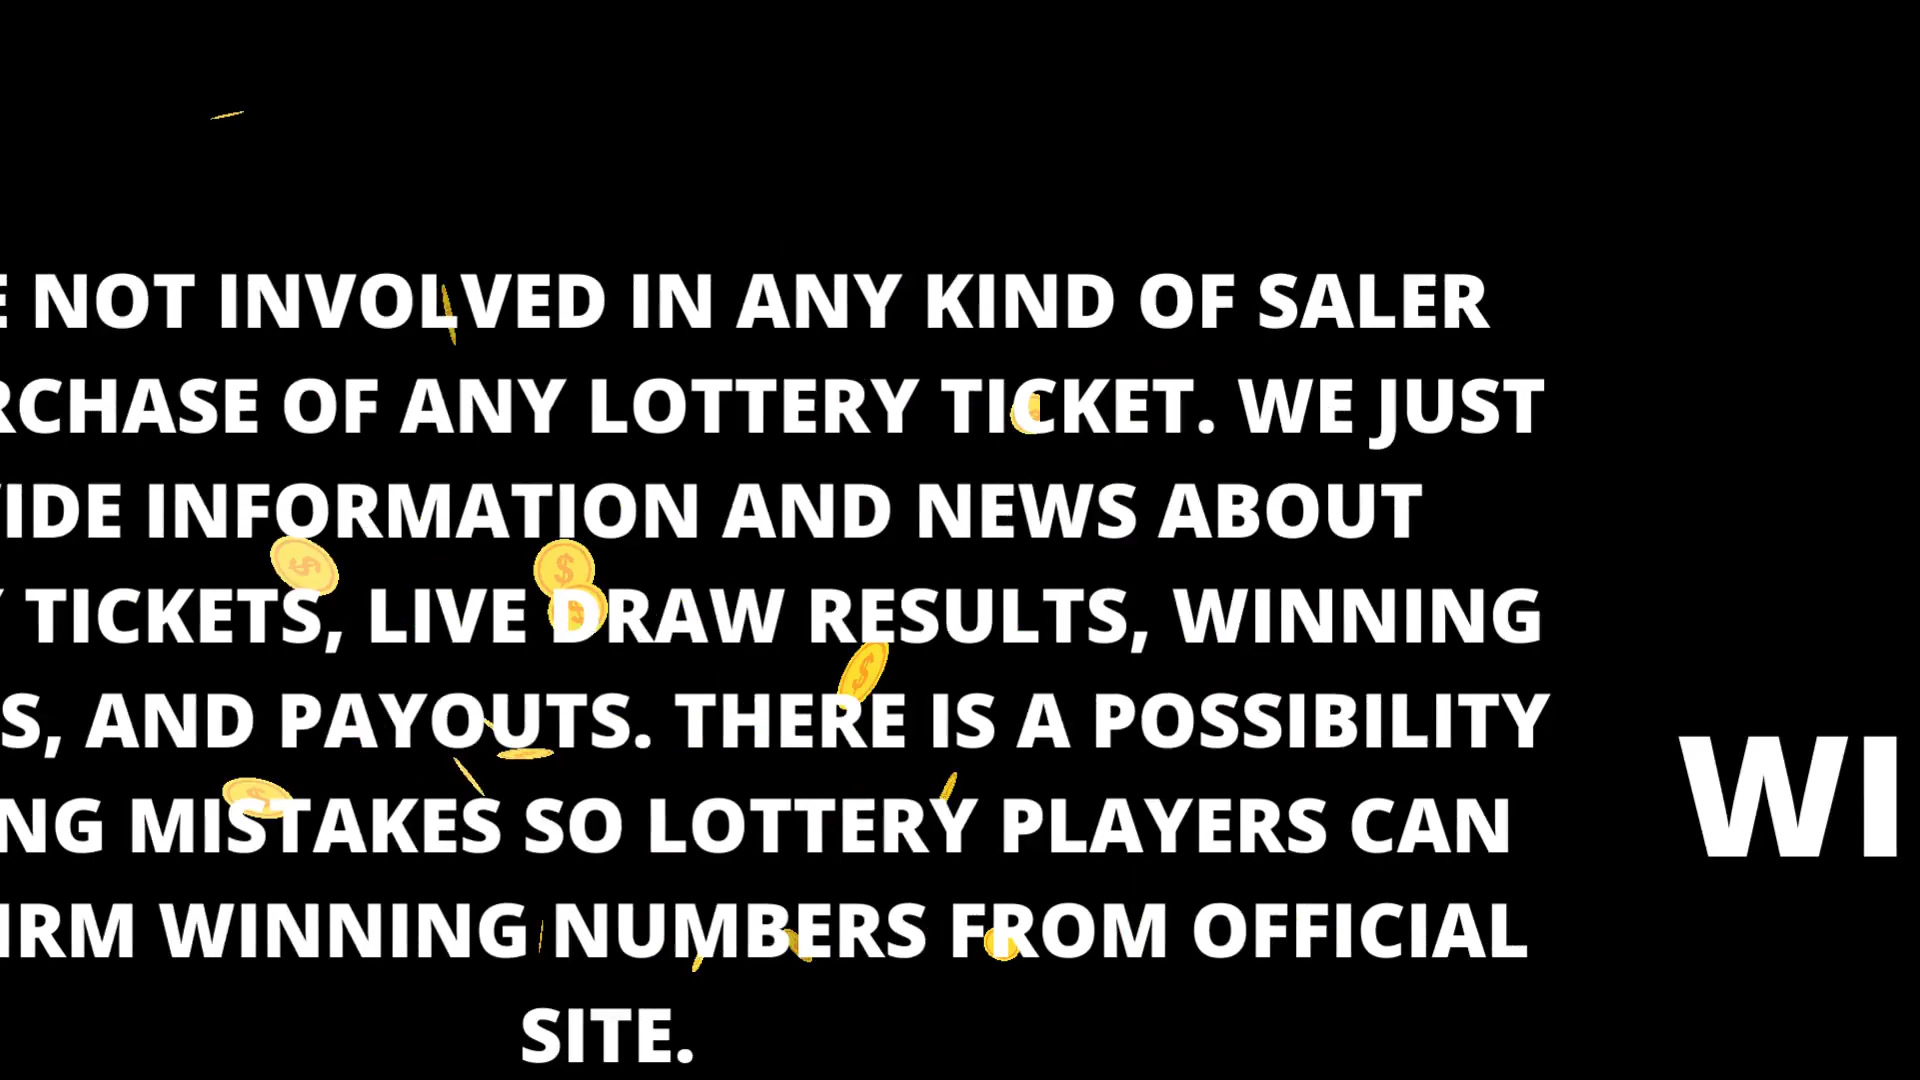 E NOT INVOLVED IN ANY KIND OF SALER
RCHASE OF ANY LOTTERY TICKET. WE JUST
IDE INFORMATION AND NEWS ABOUT
TICKETS, LIVE DRAW RESULTS, WINNING
S, AND PAYOUTS. THERE IS A POSSIBILITY
NG MISTAKES SO LOTTERY PLAYERS CAN
IRM WINNING NUMBERS FROM OFFICIAL
SITE.
WI